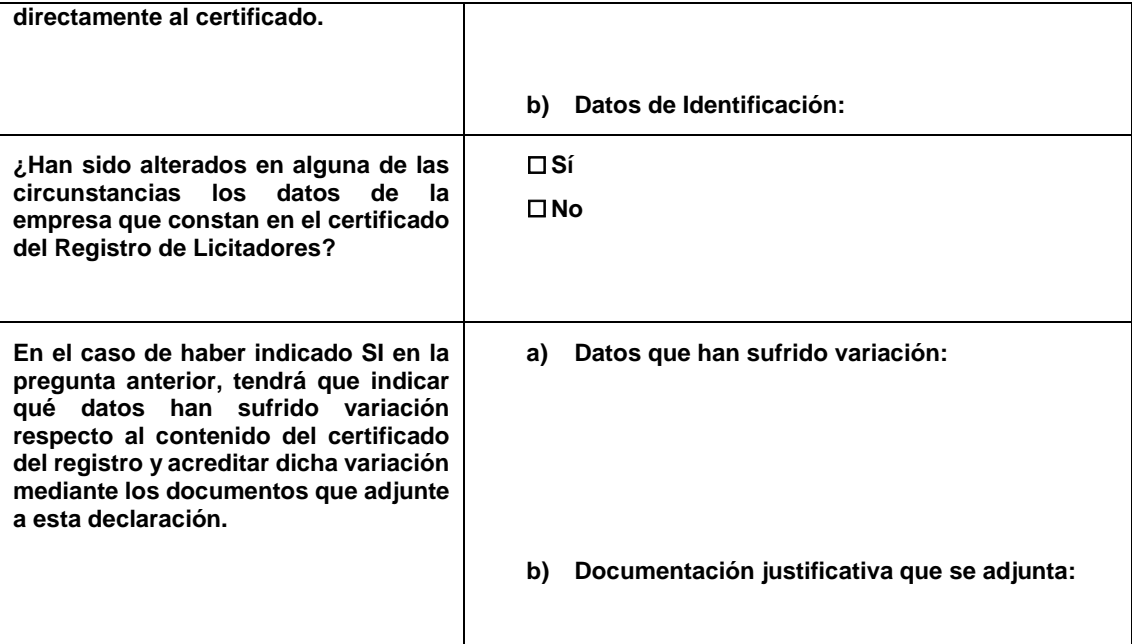 directamente al certificado.
b) Datos de Identificación:
¿Han sido alterados en alguna de las
circunstancias los datos de la
empresa que constan en el certificado
del Registro de Licitadores?
☐ Sí
☐ No
En el caso de haber indicado SI en la
pregunta anterior, tendrá que indicar
qué datos han sufrido variación
respecto al contenido del certificado
del registro y acreditar dicha variación
mediante los documentos que adjunte
a esta declaración.
a) Datos que han sufrido variación:
b) Documentación justificativa que se adjunta: